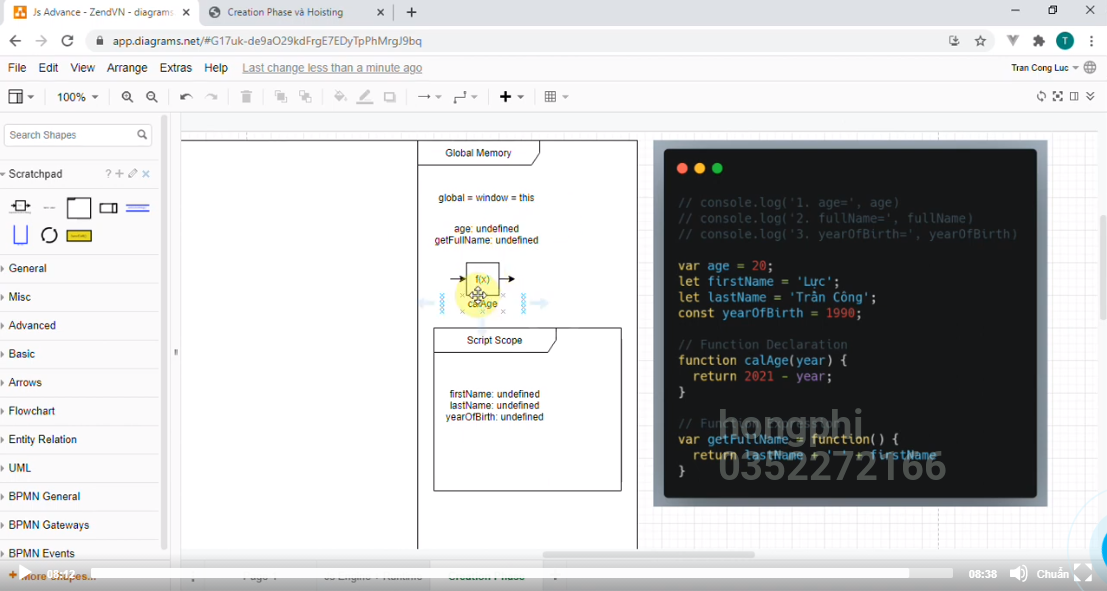 Js Advance - ZendVN - diagrams
Creation Phase và Hoisting
app.diagrams.net/#G17uk-de9aO29kdFrgE7EDyTpPhMrgJ9bq
T
File Edit View Arrange Extras Help Last change less than a minute ago
Tran Cong Luc
100%
Search Shapes
Scratchpad
General
Misc
Advanced
Basic
Arrows
Flowchart
Entity Relation
UML
BPMN General
BPMN Gateways
BPMN Events
+ More Shapes...
Global Memory
global = window = this
age: undefined
getFullName: undefined
f(x)
calAge
Script Scope
firstName: undefined
lastName: undefined
yearOfBirth: undefined
// console.log('1. age=', age)
// console.log('2. fullName=', fullName)
// console.log('3. yearOfBirth=', yearOfBirth)
var age = 20;
let firstName = 'Lực';
let lastName = 'Trần Công';
const yearOfBirth = 1990;
// Function Declaration
function calAge(year) {
return 2021 - year;
}
// Function Expression
var getFullName = function() {
return lastName + ' ' + firstName
}
hongphi
0352272166
Creation Phase
08:12
08:38
Chuẩn